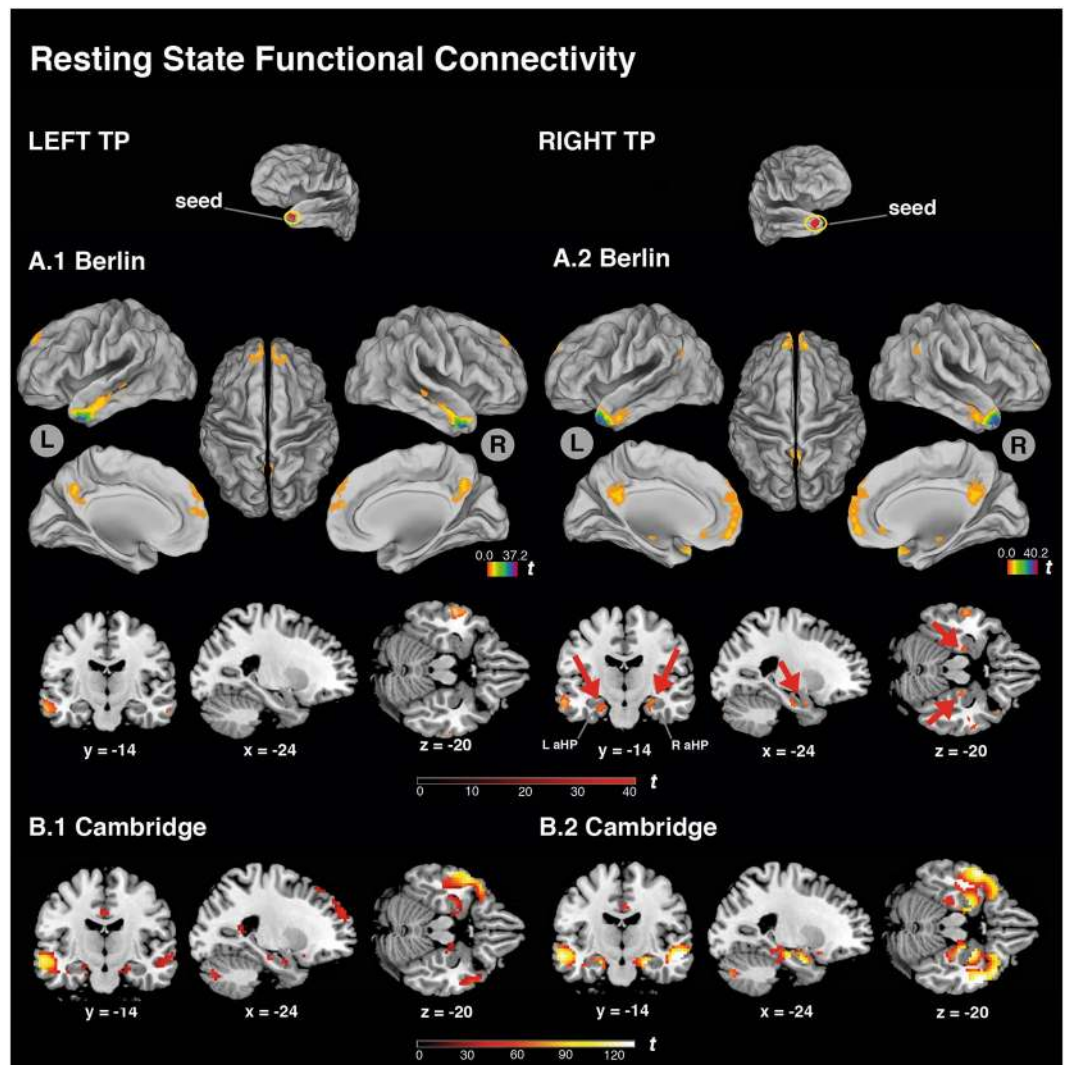 Resting State Functional Connectivity
LEFT TP
RIGHT TP
seed
seed
A.1 Berlin
A.2 Berlin
L
R
L
R
0.0 37.2
t
0.0 40.2
t
y = -14
x = -24
z = -20
L aHP
y = -14
R aHP
x = -24
z = -20
0 10 20 30 40
t
B.1 Cambridge
B.2 Cambridge
y = -14
x = -24
z = -20
y = -14
x = -24
z = -20
0 30 60 90 120
t